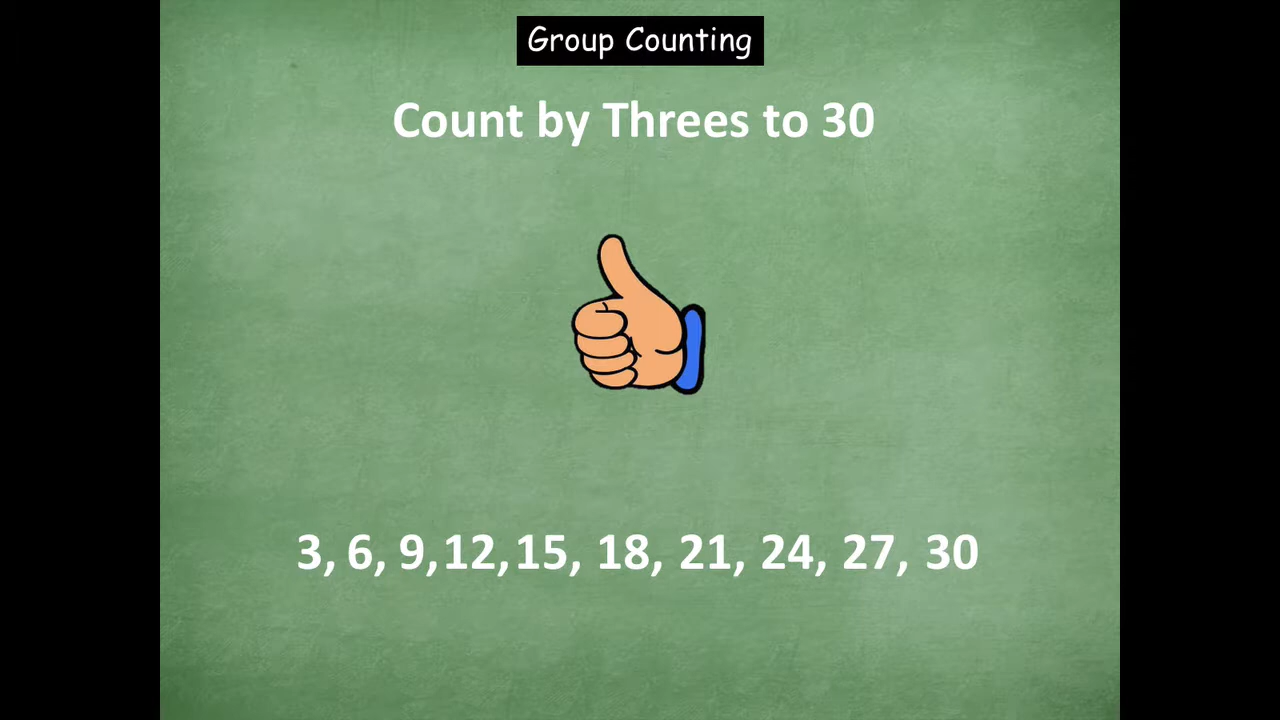 Group Counting
Count by Threes to 30
3, 6, 9, 12, 15, 18, 21, 24, 27, 30